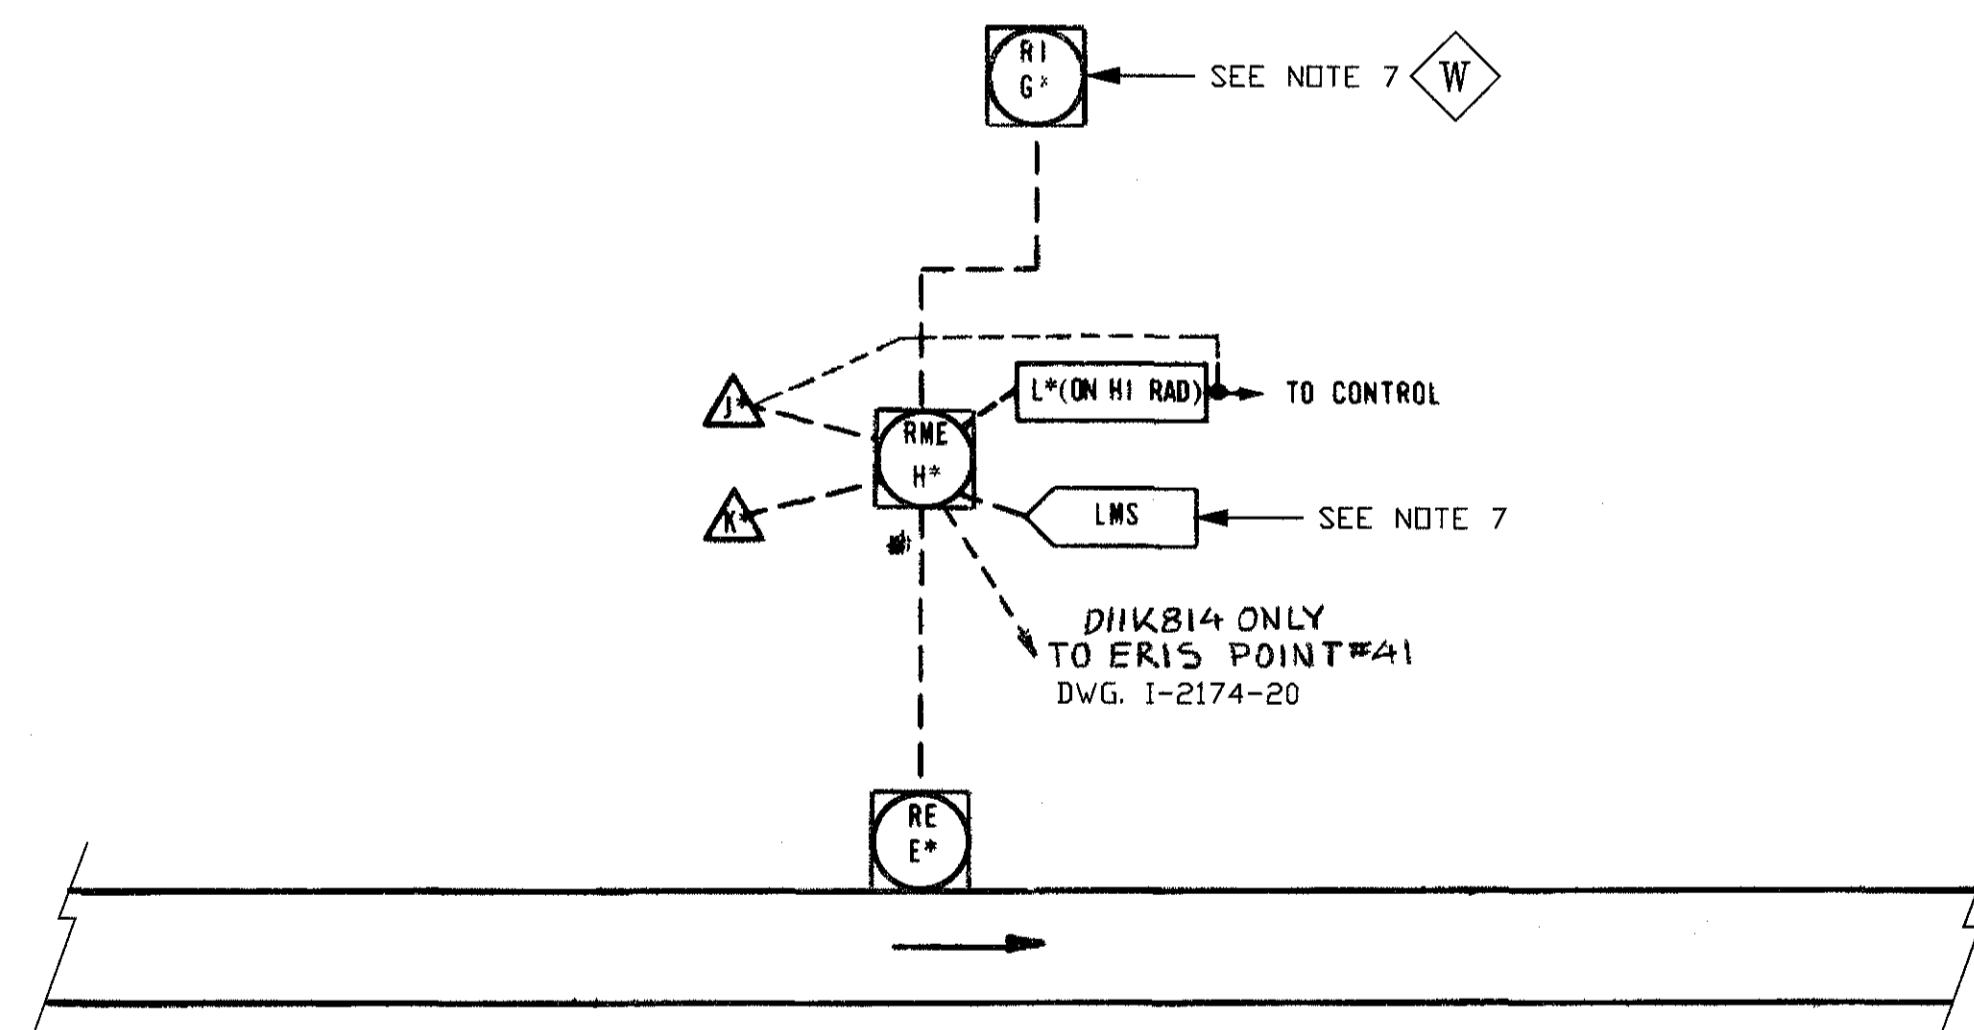 RI
G*
SEE NOTE 7 W
J*
L*(ON HI RAD)
TO CONTROL
RME
H*
K*
LMS
SEE NOTE 7
D11K814 ONLY
TO ERIS POINT #41
DWG. I-2174-20
RE
E*